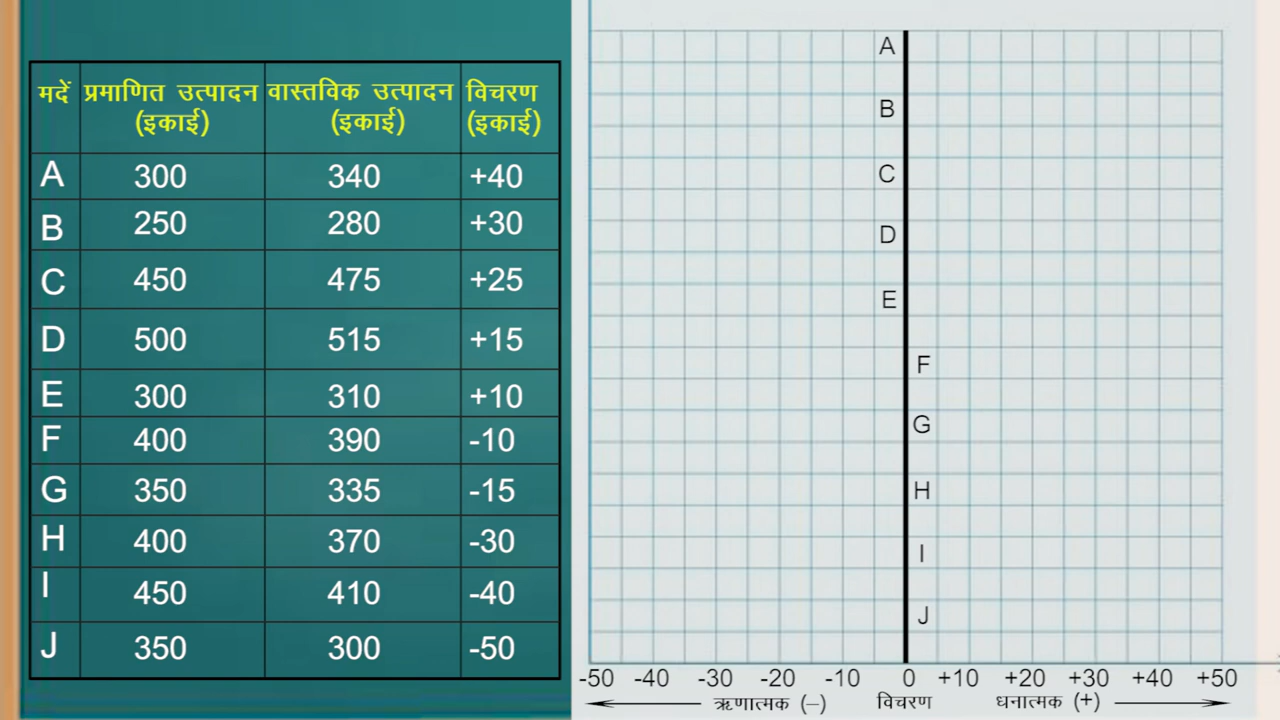 मदें प्रमाणित उत्पादन (इकाई) वास्तविक उत्पादन (इकाई) विचरण (इकाई)
A 300 340 +40
B 250 280 +30
C 450 475 +25
D 500 515 +15
E 300 310 +10
F 400 390 -10
G 350 335 -15
H 400 370 -30
I 450 410 -40
J 350 300 -50
A
B
C
D
E
F
G
H
I
J
-50 -40 -30 -20 -10 0 +10 +20 +30 +40 +50
ऋणात्मक (–) विचरण धनात्मक (+)